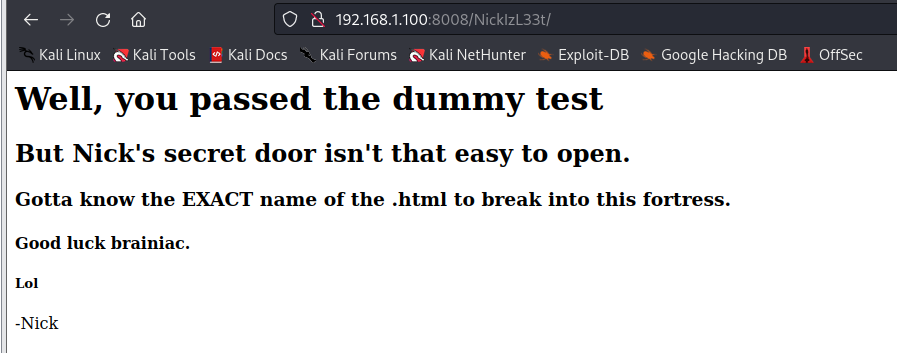 192.168.1.100:8008/NickIzL33t/
Kali Linux Kali Tools Kali Docs Kali Forums Kali NetHunter Exploit-DB Google Hacking DB OffSec
Well, you passed the dummy test
But Nick's secret door isn't that easy to open.
Gotta know the EXACT name of the .html to break into this fortress.
Good luck brainiac.
Lol
-Nick